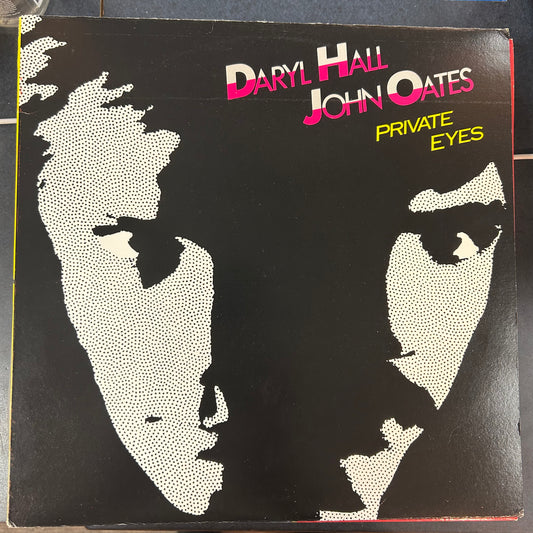 DARYL HALL
JOHN OATES
PRIVATE
EYES